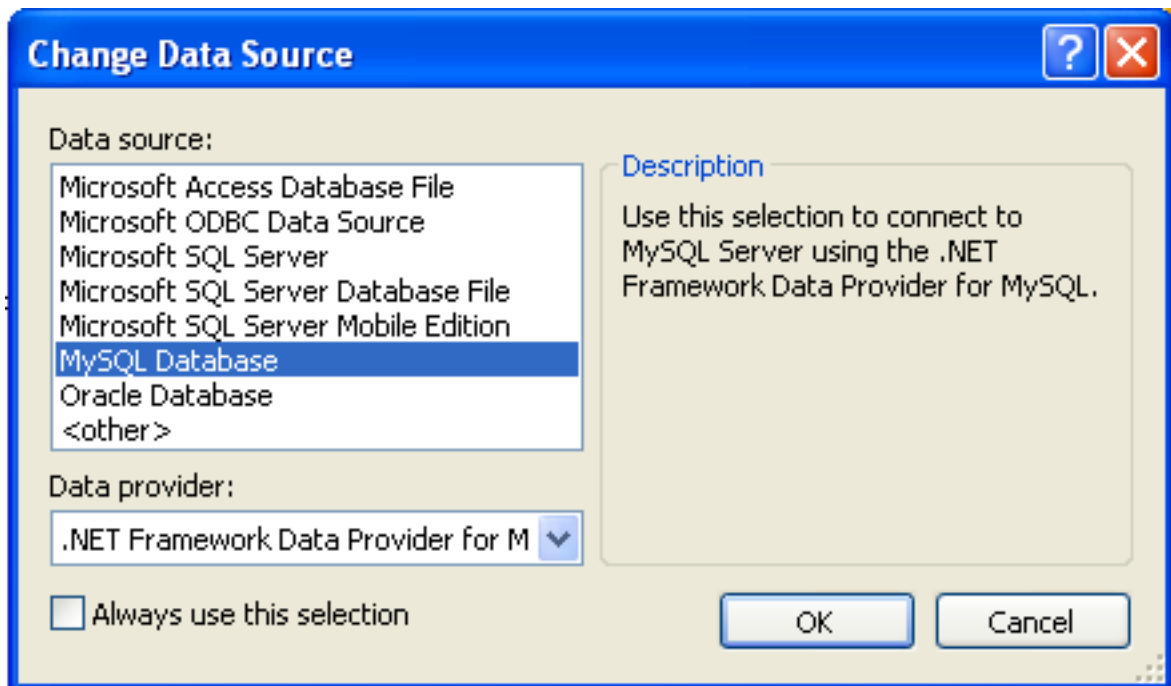 Change Data Source
Data source:
Microsoft Access Database File
Microsoft ODBC Data Source
Microsoft SQL Server
Microsoft SQL Server Database File
Microsoft SQL Server Mobile Edition
MySQL Database
Oracle Database
<other>
Description
Use this selection to connect to
MySQL Server using the .NET
Framework Data Provider for MySQL.
Data provider:
.NET Framework Data Provider for M
Always use this selection
OK
Cancel